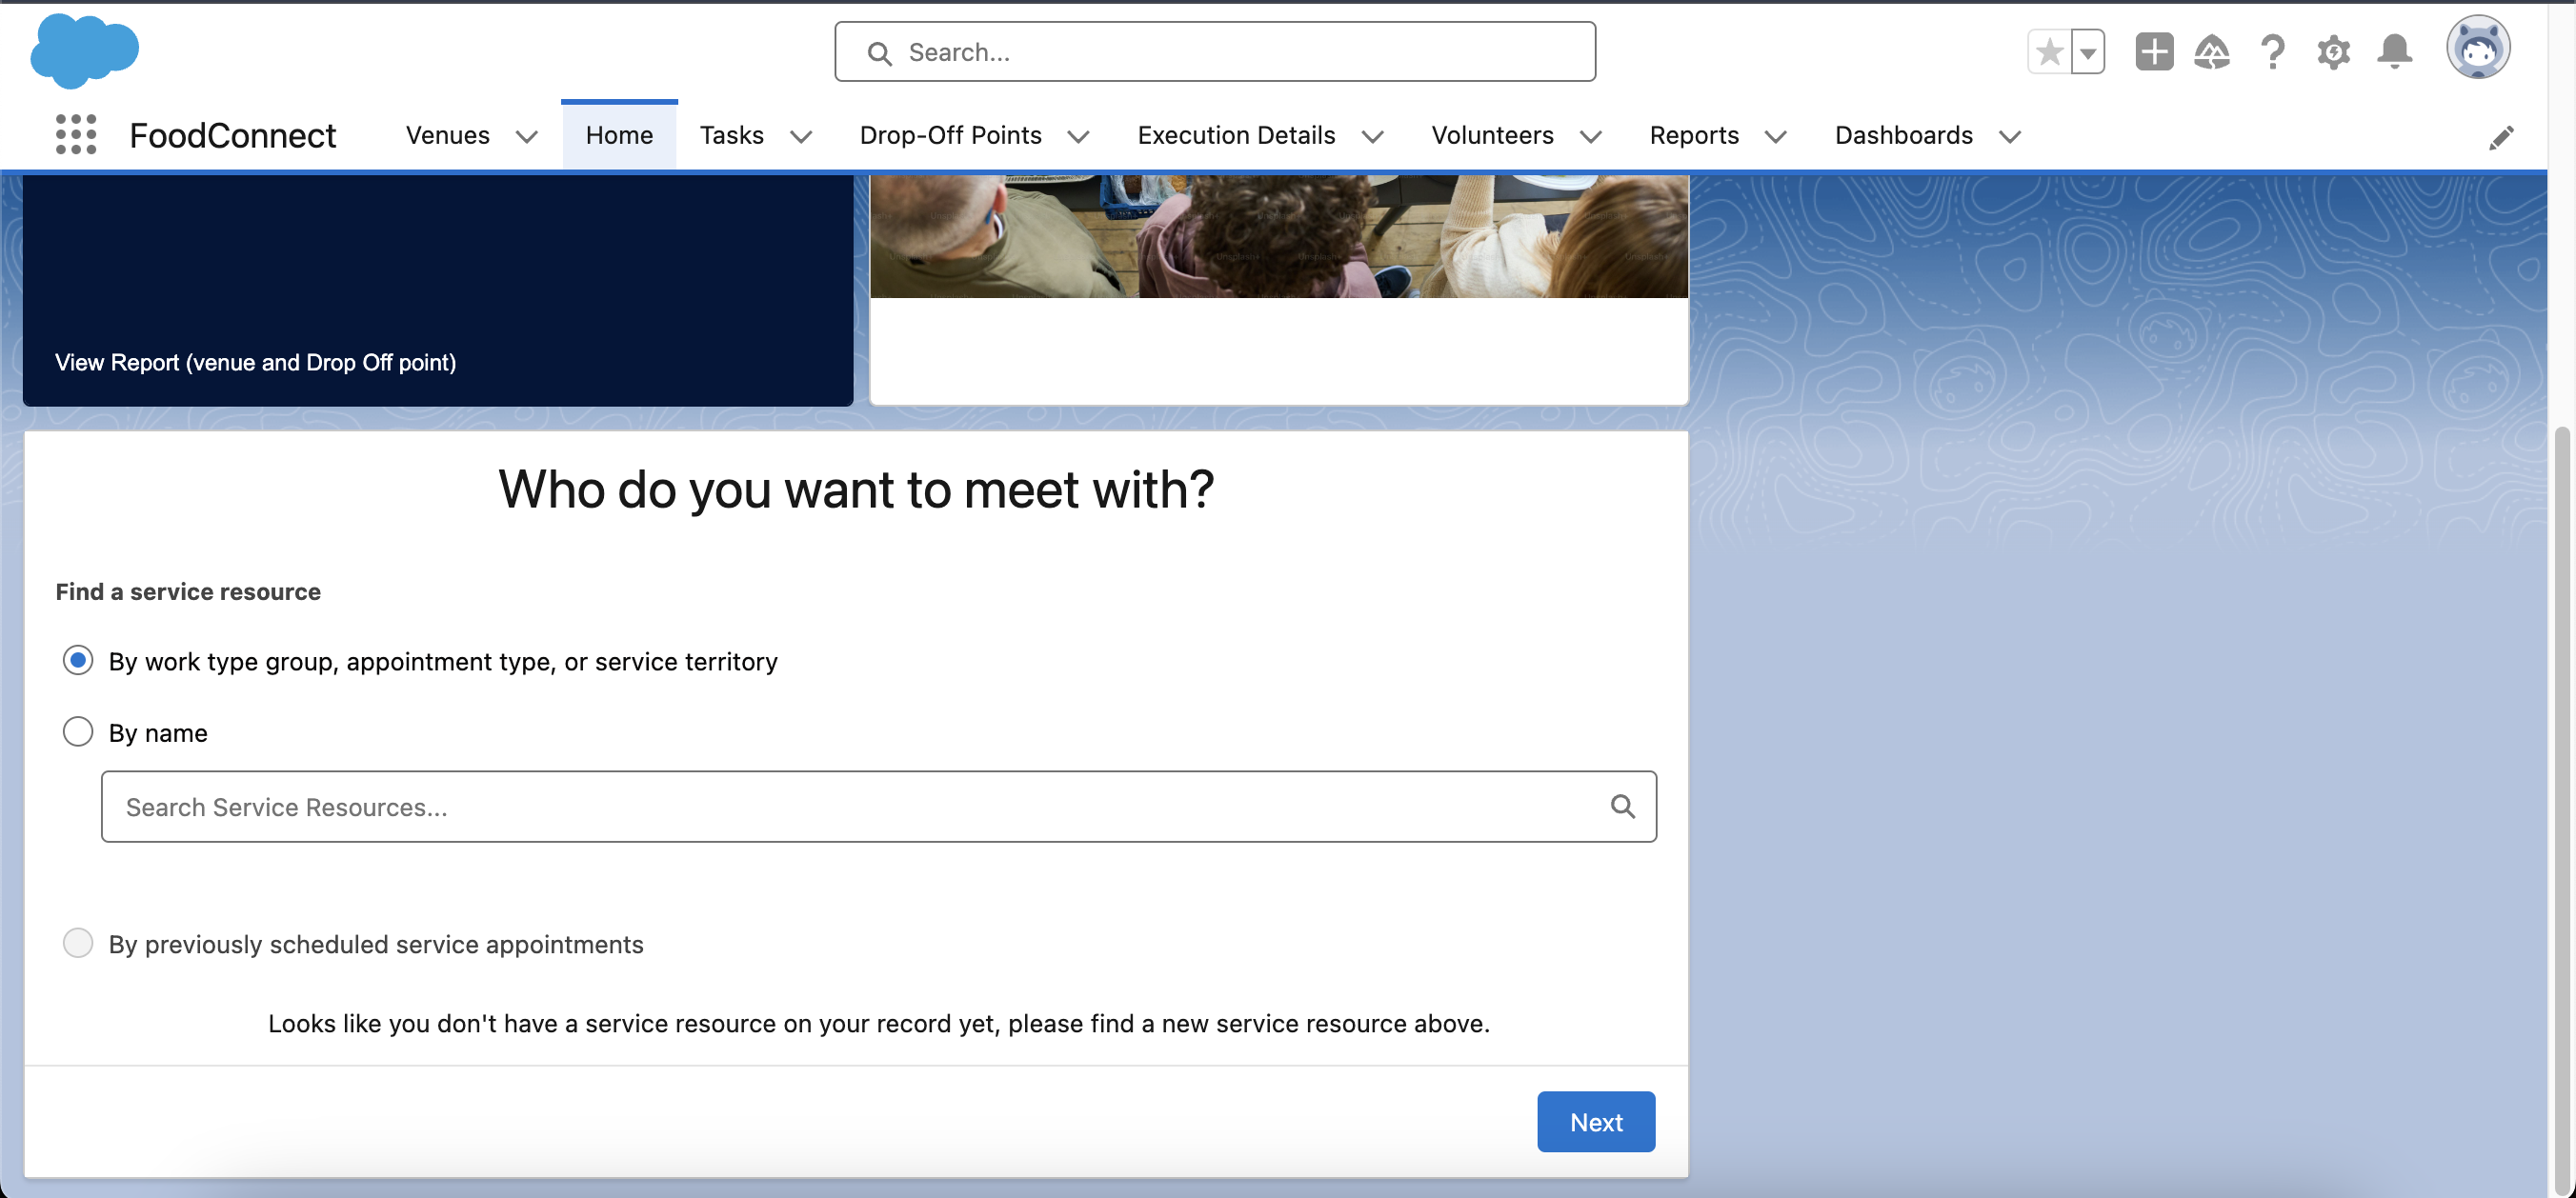 Search...
FoodConnect
Venues
Home
Tasks
Drop-Off Points
Execution Details
Volunteers
Reports
Dashboards
Unsplash+
Unsplash+
Unsplash+
View Report (venue and Drop Off point)
Who do you want to meet with?
Find a service resource
By work type group, appointment type, or service territory
By name
Search Service Resources...
By previously scheduled service appointments
Looks like you don't have a service resource on your record yet, please find a new service resource above.
Next